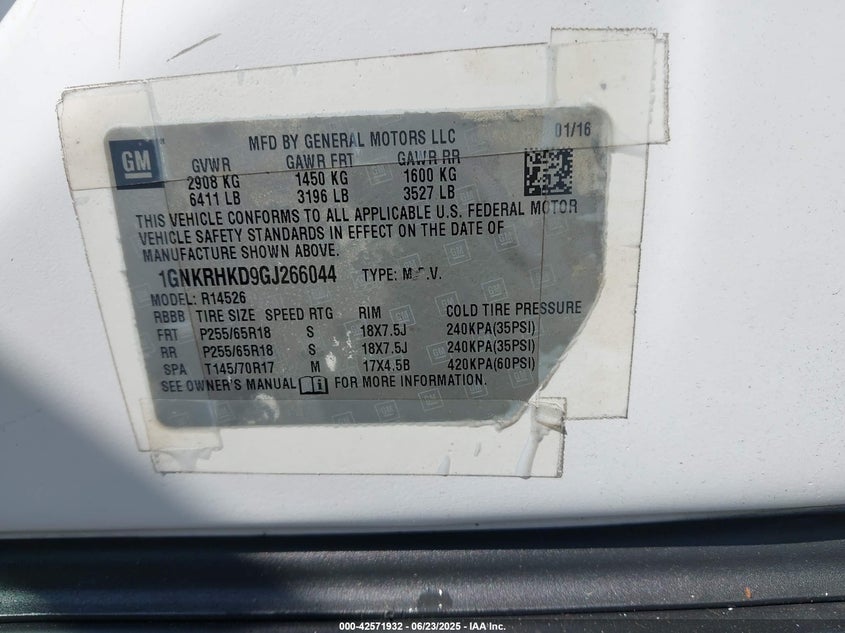 GM
MFD BY GENERAL MOTORS LLC 01/16
GVWR GAWR FRT GAWR RR
2908 KG 1450 KG 1600 KG
6411 LB 3196 LB 3527 LB
THIS VEHICLE CONFORMS TO ALL APPLICABLE U.S. FEDERAL MOTOR
VEHICLE SAFETY STANDARDS IN EFFECT ON THE DATE OF
MANUFACTURE SHOWN ABOVE.
1GNKRHKD9GJ266044 TYPE: M.P.V.
MODEL: R14526
RBBB TIRE SIZE SPEED RTG RIM COLD TIRE PRESSURE
FRT P255/65R18 S 18X7.5J 240KPA(35PSI)
RR P255/65R18 S 18X7.5J 240KPA(35PSI)
SPA T145/70R17 M 17X4.5B 420KPA(60PSI)
SEE OWNER'S MANUAL FOR MORE INFORMATION.
000-42571932 - 06/23/2025 - IAA Inc.